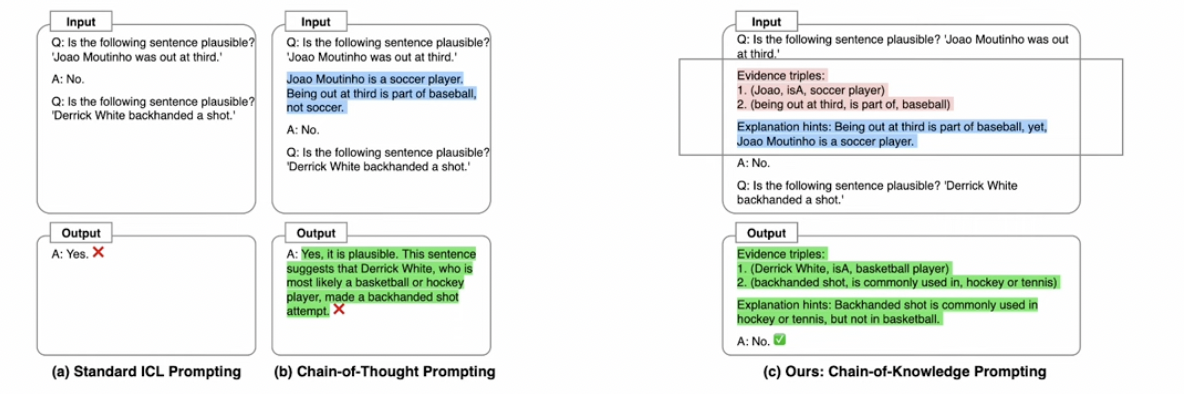 Input
Q: Is the following sentence plausible?
'Joao Moutinho was out at third.'
A: No.
Q: Is the following sentence plausible?
'Derrick White backhanded a shot.'
Output
A: Yes. ❌
(a) Standard ICL Prompting
Input
Q: Is the following sentence plausible?
'Joao Moutinho was out at third.'
Joao Moutinho is a soccer player.
Being out at third is part of baseball,
not soccer.
A: No.
Q: Is the following sentence plausible?
'Derrick White backhanded a shot.'
Output
A: Yes, it is plausible. This sentence
suggests that Derrick White, who is
most likely a basketball or hockey
player, made a backhanded shot
attempt. ❌
(b) Chain-of-Thought Prompting
Input
Q: Is the following sentence plausible? 'Joao Moutinho was out
at third.'
Evidence triples:
1. (Joao, isA, soccer player)
2. (being out at third, is part of, baseball)
Explanation hints: Being out at third is part of baseball, yet,
Joao Moutinho is a soccer player.
A: No.
Q: Is the following sentence plausible? 'Derrick White
backhanded a shot.'
Output
Evidence triples:
1. (Derrick White, isA, basketball player)
2. (backhanded shot, is commonly used in, hockey or tennis)
Explanation hints: Backhanded shot is commonly used in
hockey or tennis, but not in basketball.
A: No. ✅
(c) Ours: Chain-of-Knowledge Prompting